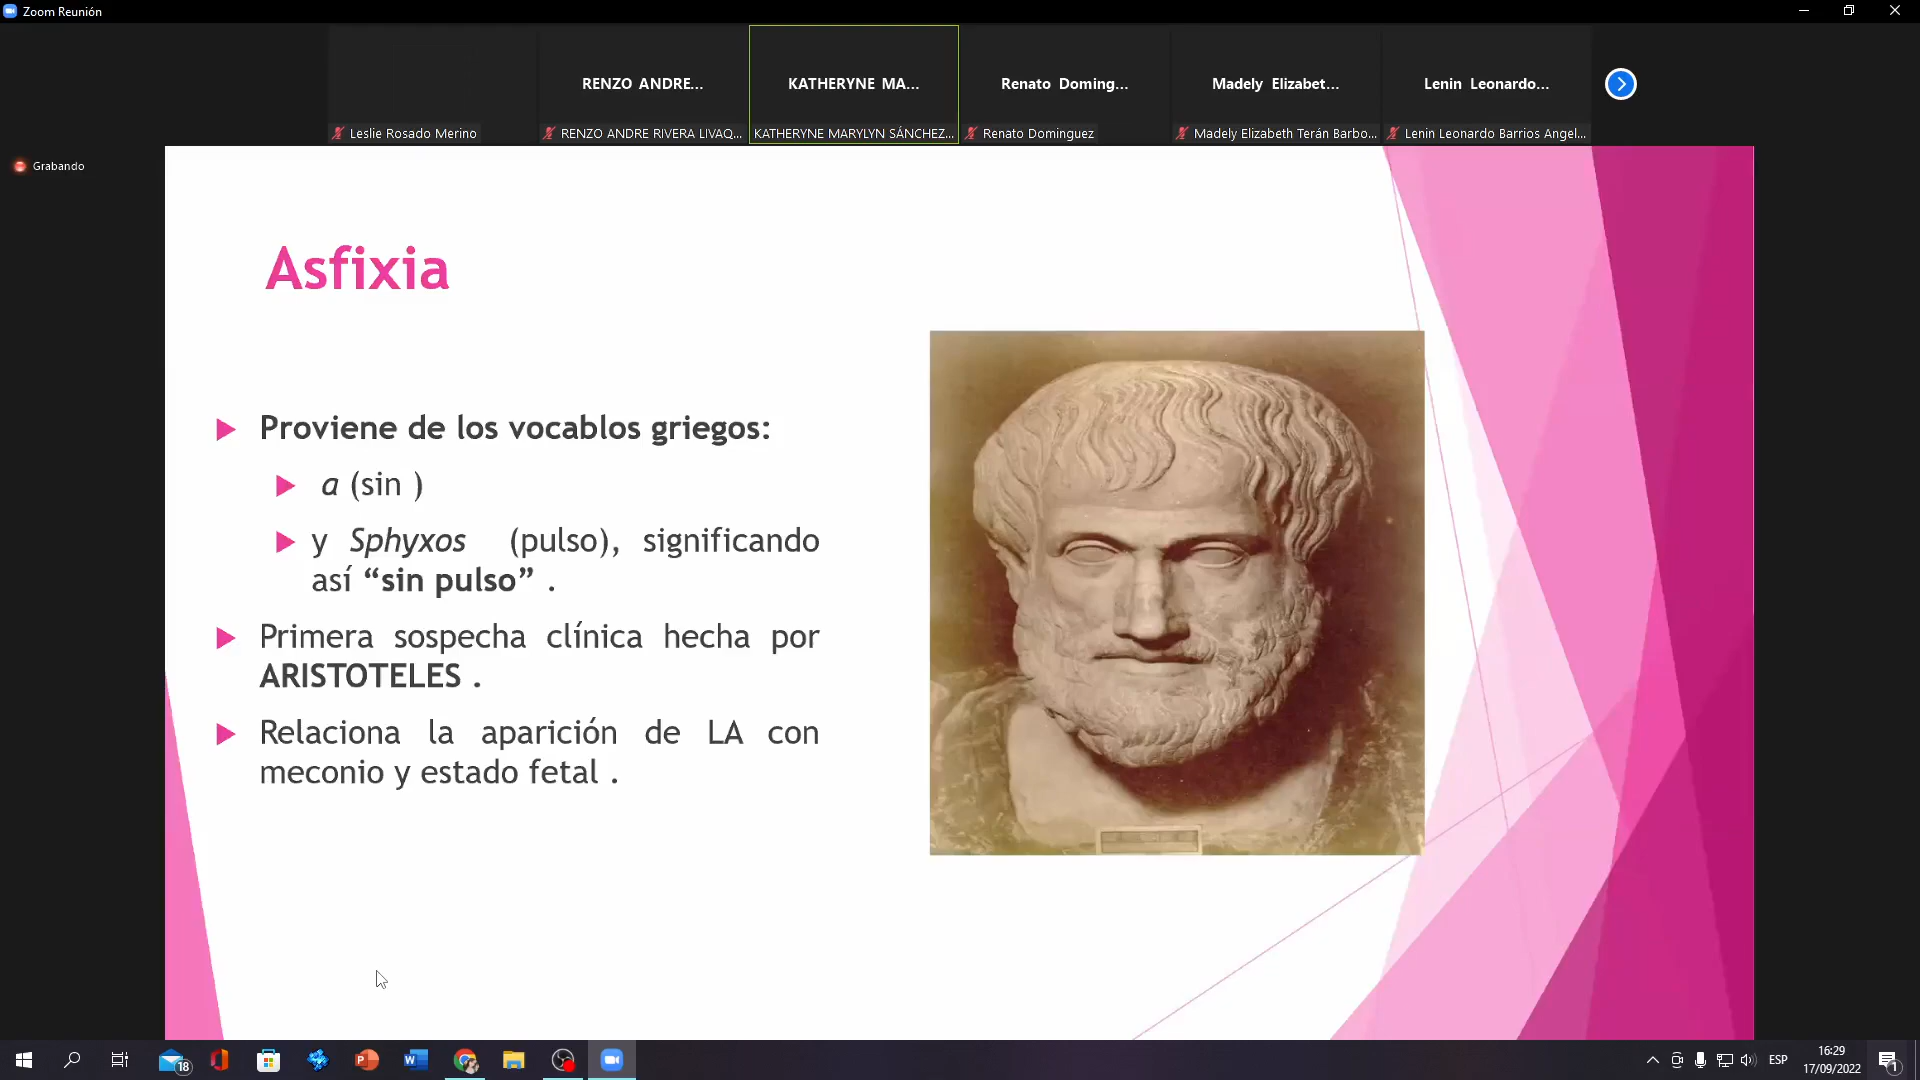 Zoom Reunión
RENZO ANDRE...
KATHERYNE MA...
Renato Doming...
Madely Elizabet...
Lenin Leonardo...
Leslie Rosado Merino
RENZO ANDRE RIVERA LIVAQ...
KATHERYNE MARYLYN SÁNCHEZ...
Renato Dominguez
Madely Elizabeth Terán Barbo...
Lenin Leonardo Barrios Angel...
Grabando
Asfixia
Proviene de los vocablos griegos:
a (sin )
y Sphyxos (pulso), significando
así “sin pulso” .
Primera sospecha clínica hecha por
ARISTOTELES .
Relaciona la aparición de LA con
meconio y estado fetal .
18
ESP
16:29
17/09/2022
1